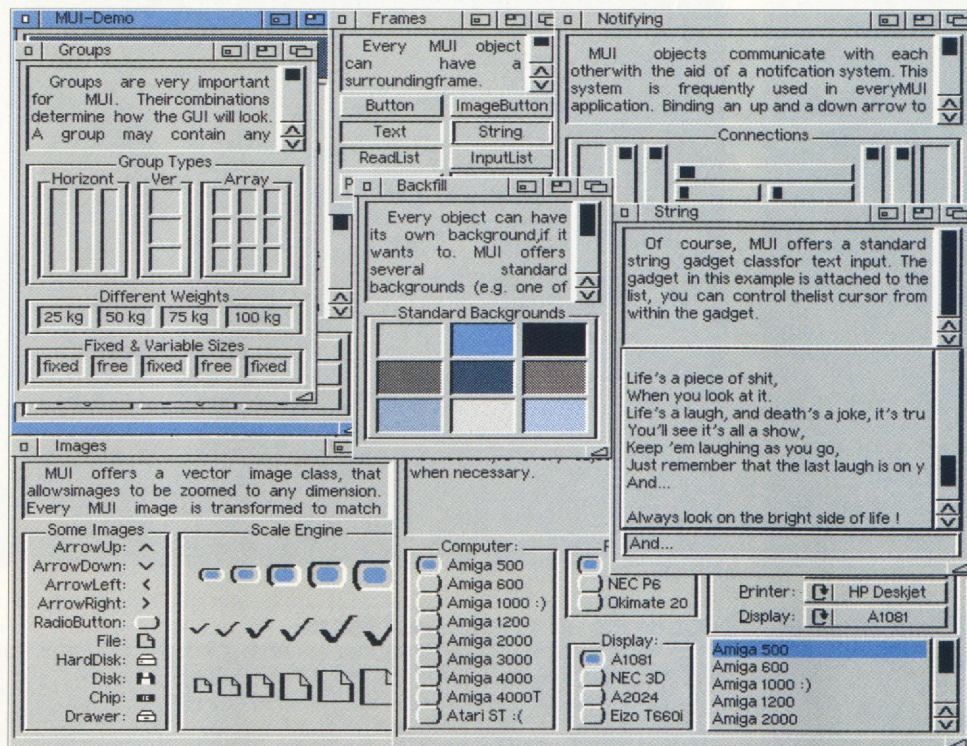 MUI-Demo
Groups
Groups are very important
for MUI. Theircombinations
determine how the GUI will look.
A group may contain any
Group Types
Horizont
Ver
Array
Different Weights
25 kg
50 kg
75 kg
100 kg
Fixed & Variable Sizes
fixed
free
fixed
free
fixed
Frames
Every MUI object
can have a
surroundingframe.
Button
ImageButton
Text
String
ReadList
InputList
P
Notifying
MUI objects communicate with each
otherwith the aid of a notifcation system. This
system is frequently used in everyMUI
application. Binding an up and a down arrow to
Connections
Backfill
Every object can have
its own background,if it
wants to. MUI offers
several standard
backgrounds (e.g. one of
Standard Backgrounds
String
Of course, MUI offers a standard
string gadget classfor text input. The
gadget in this example is attached to the
list, you can control thelist cursor from
within the gadget.
Life's a piece of shit,
When you look at it.
Life's a laugh, and death's a joke, it's tru
You'll see it's all a show,
Keep 'em laughing as you go,
Just remember that the last laugh is on y
And...
Always look on the bright side of life !
And...
Images
MUI offers a vector image class, that
allowsimages to be zoomed to any dimension.
Every MUI image is transformed to match
Some Images
ArrowUp:
ArrowDown:
ArrowLeft:
ArrowRight:
RadioButton:
File:
HardDisk:
Disk:
Chip:
Drawer:
Scale Engine
when necessary.
Computer:
Amiga 500
Amiga 600
Amiga 1000 :)
Amiga 1200
Amiga 2000
Amiga 3000
Amiga 4000
Amiga 4000T
Atari ST :(
NEC P6
Okimate 20
Display:
A1081
NEC 3D
A2024
Eizo T660i
Printer:
HP Deskjet
Display:
A1081
Amiga 500
Amiga 600
Amiga 1000 :)
Amiga 1200
Amiga 2000